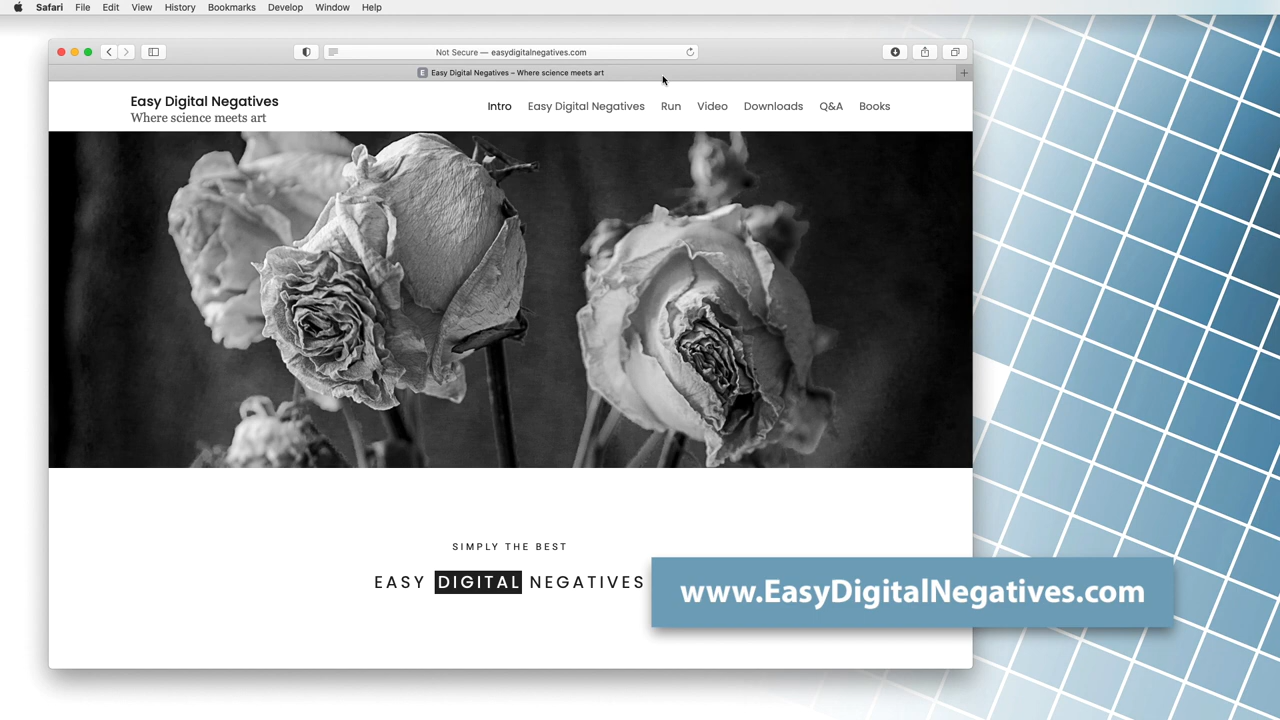 Safari File Edit View History Bookmarks Develop Window Help
Not Secure — easydigitalnegatives.com
E Easy Digital Negatives – Where science meets art
Easy Digital Negatives
Where science meets art
Intro Easy Digital Negatives Run Video Downloads Q&A Books
SIMPLY THE BEST
EASY DIGITAL NEGATIVES
www.EasyDigitalNegatives.com